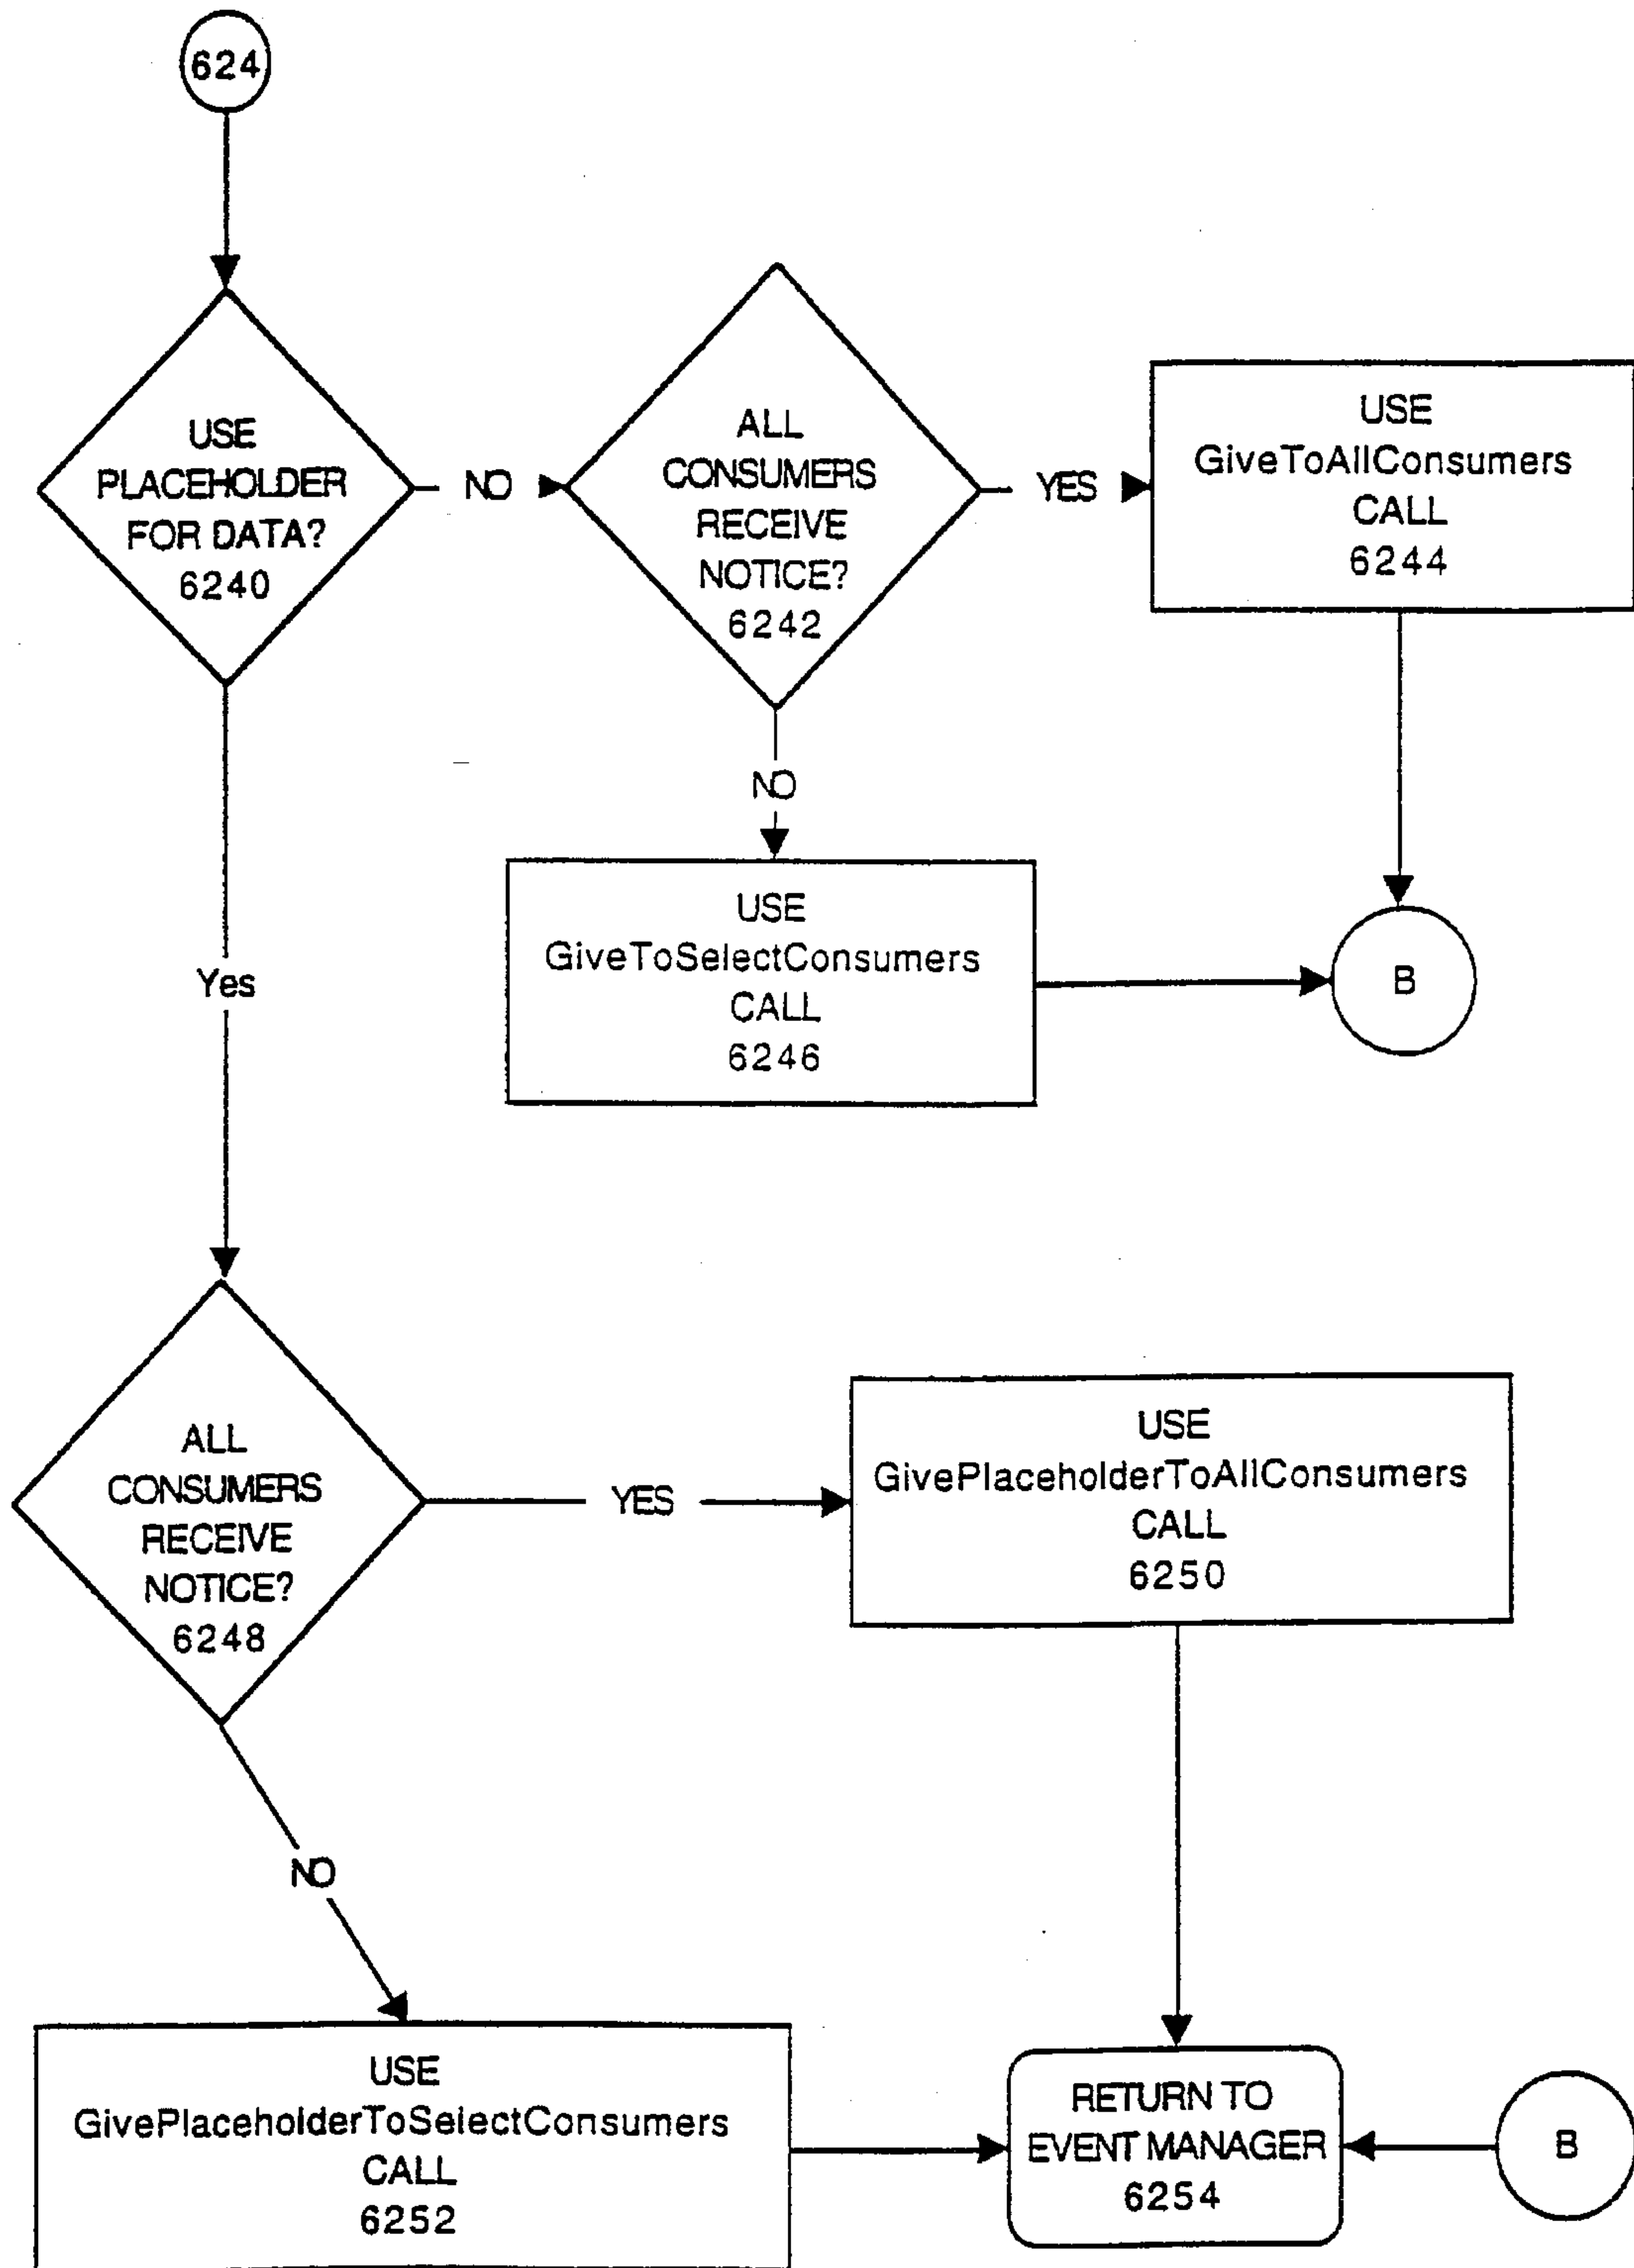 624
USE
PLACEHOLDER
FOR DATA?
6240
NO
ALL
CONSUMERS
RECEIVE
NOTICE?
6242
YES
USE
GiveToAllConsumers
CALL
6244
NO
USE
GiveToSelectConsumers
CALL
6246
B
Yes
ALL
CONSUMERS
RECEIVE
NOTICE?
6248
YES
USE
GivePlaceholderToAllConsumers
CALL
6250
NO
USE
GivePlaceholderToSelectConsumers
CALL
6252
RETURN TO
EVENT MANAGER
6254
B